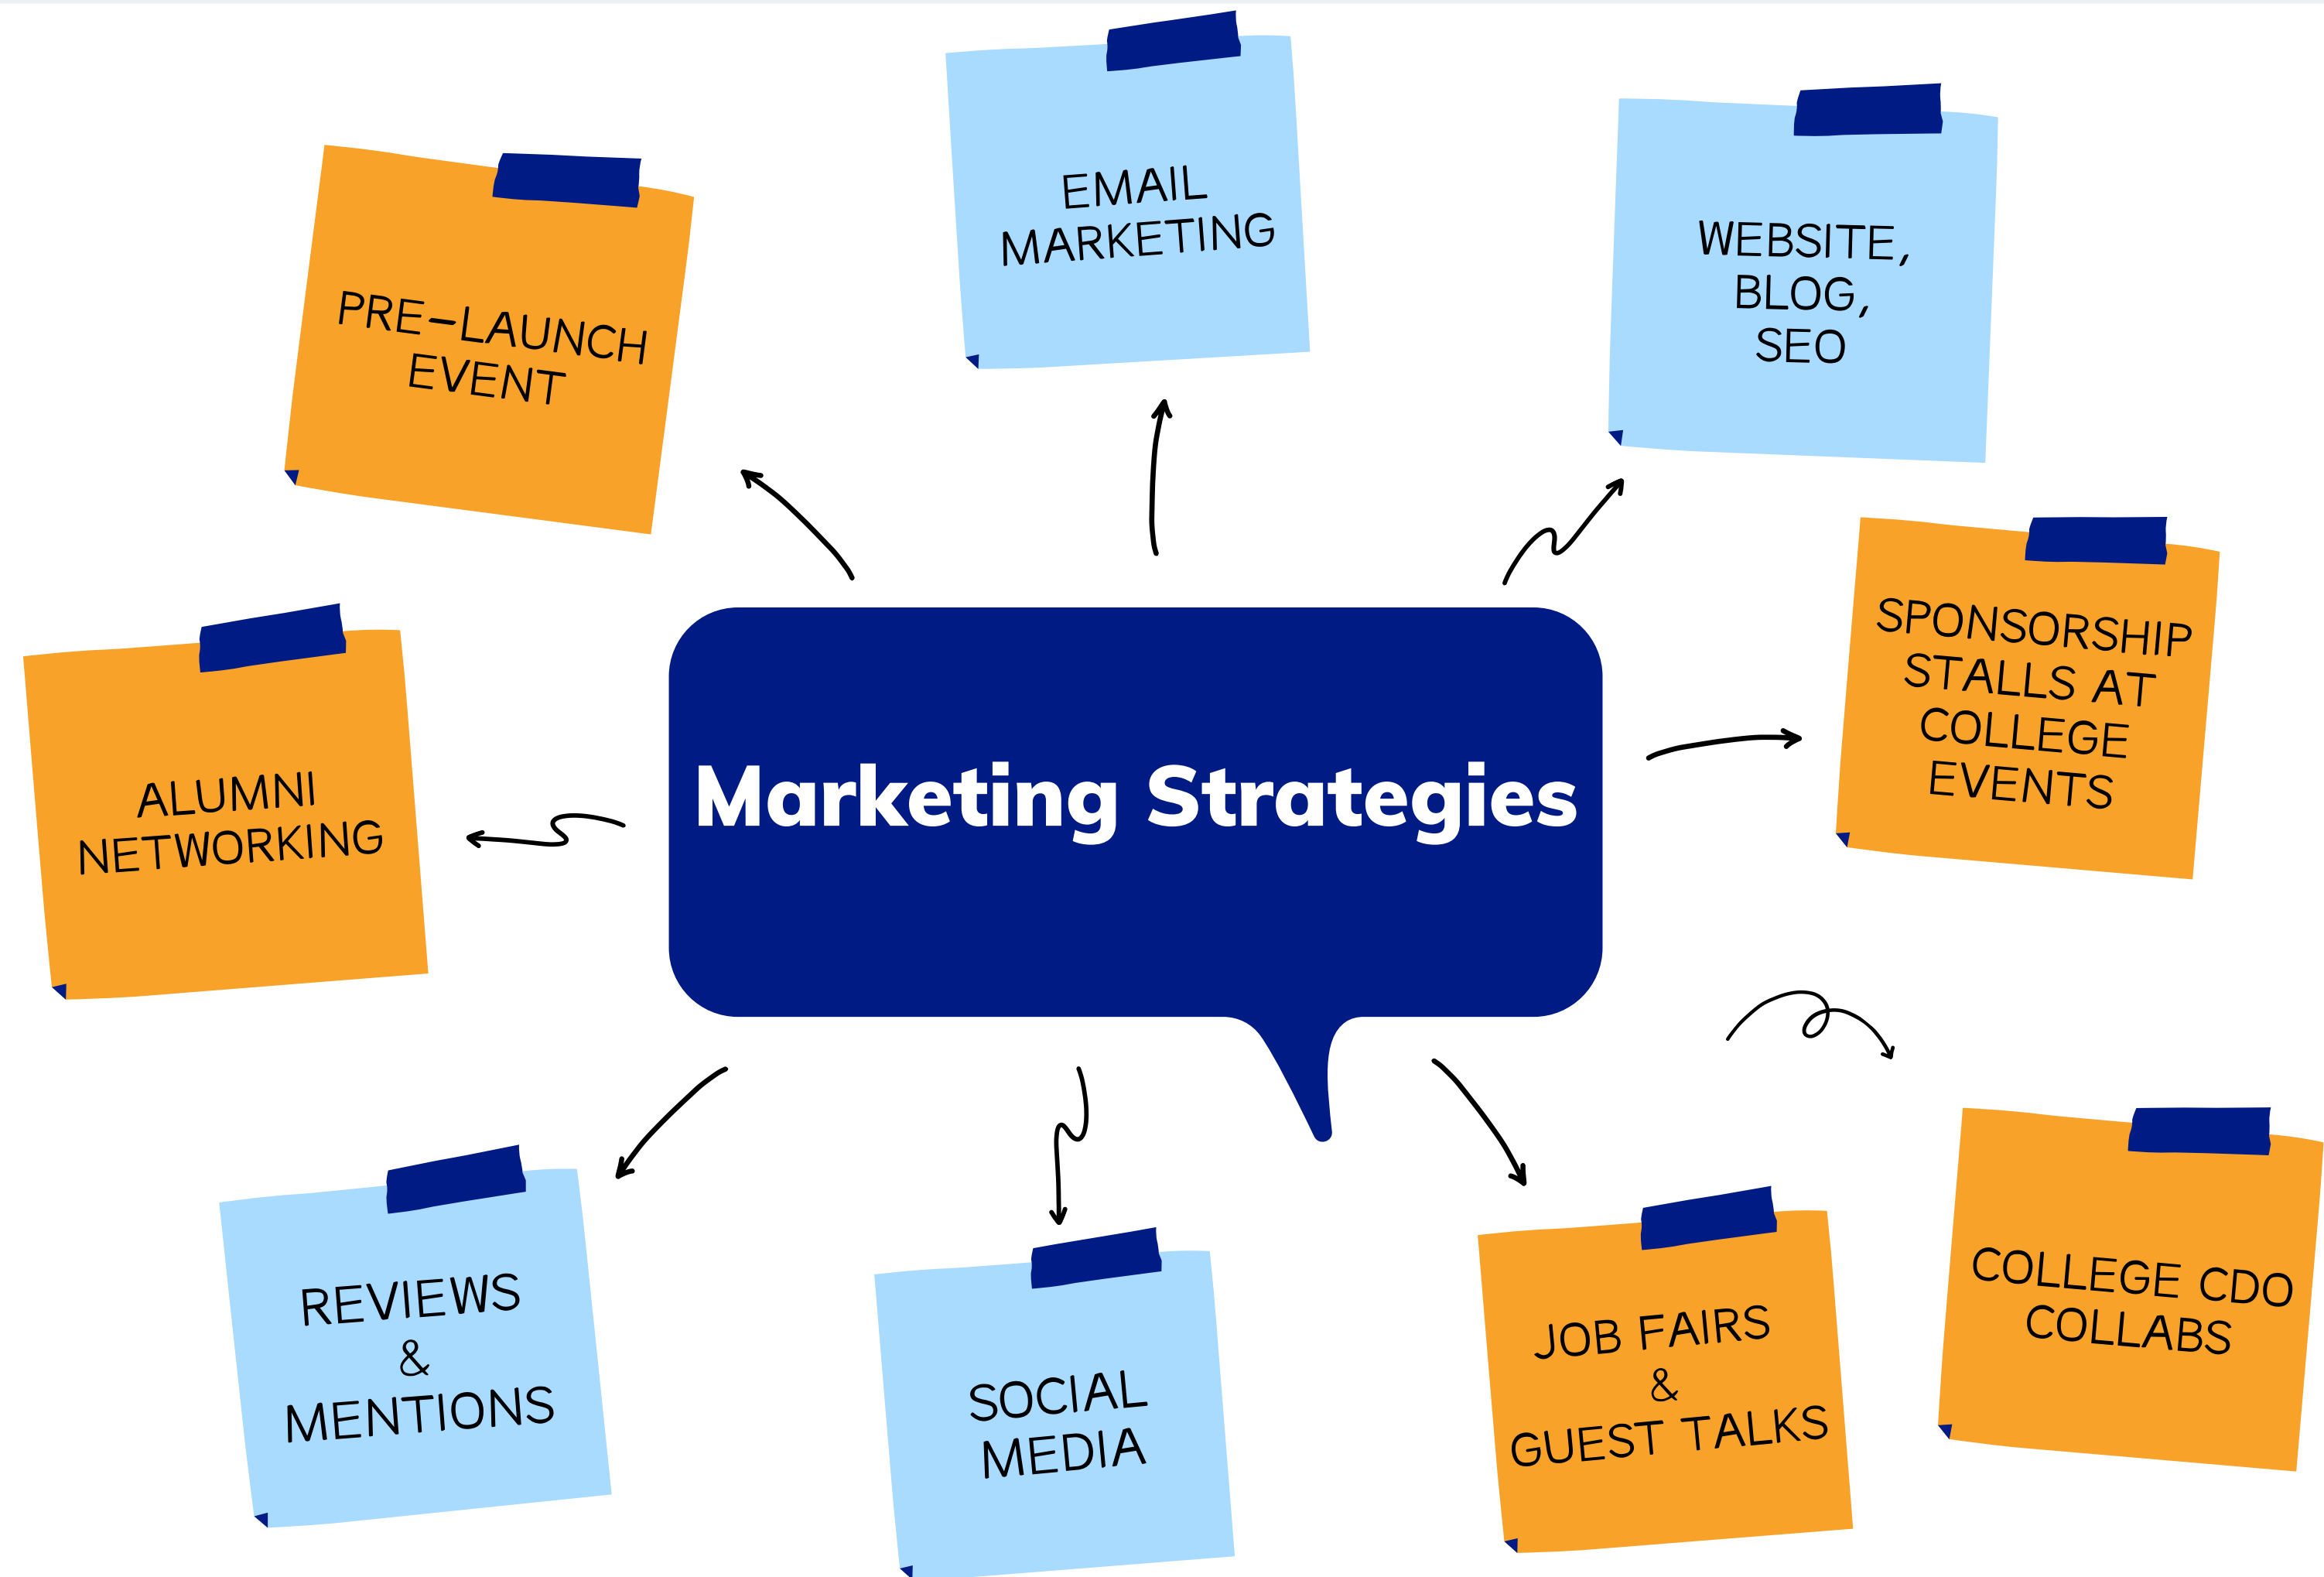 EMAIL
MARKETING
WEBSITE,
BLOG,
SEO
PRE-LAUNCH
EVENT
SPONSORSHIP
STALLS AT
COLLEGE
EVENTS
Marketing Strategies
ALUMNI
NETWORKING
COLLEGE CDO
COLLABS
REVIEWS
&
MENTIONS
JOB FAIRS
&
GUEST TALKS
SOCIAL
MEDIA